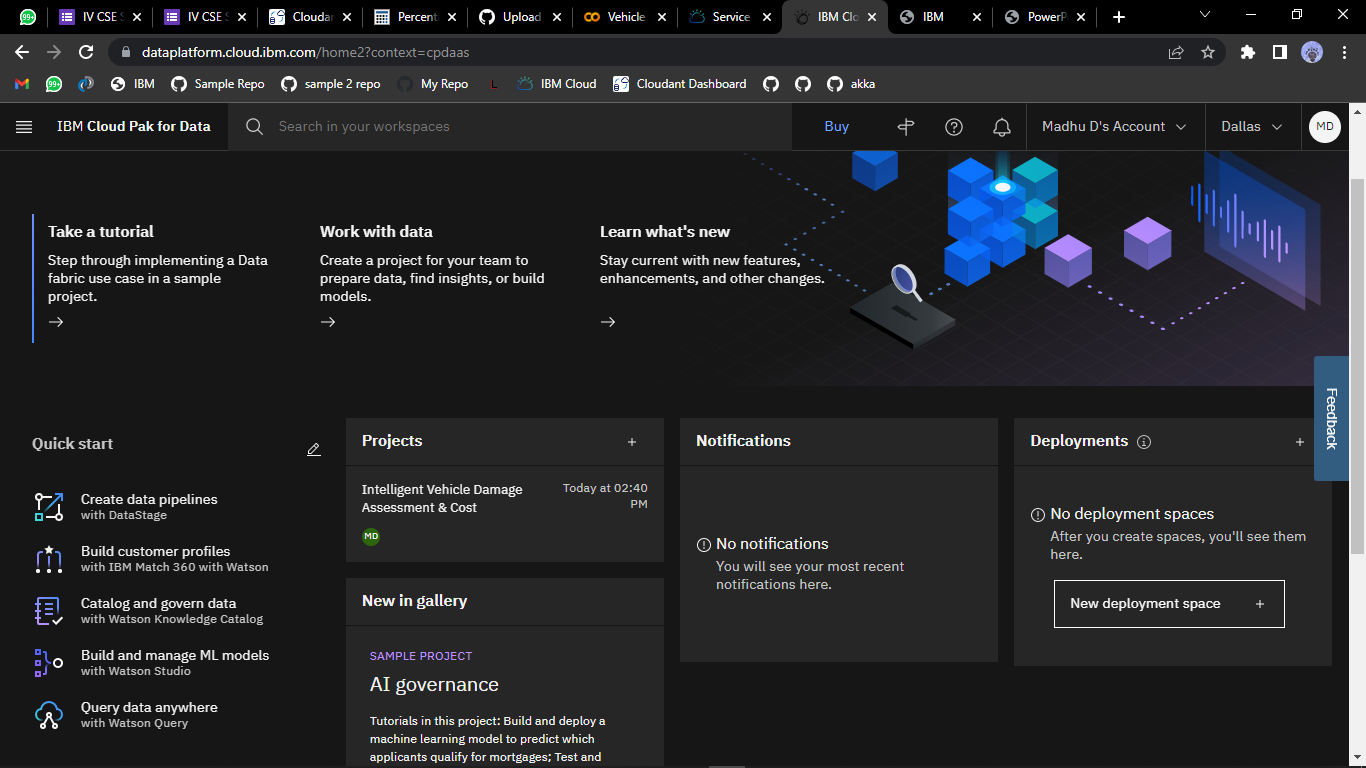 99+
IV CSE S
IV CSE S
Cloudan
Percent
Upload
Vehicle
Service
IBM Clo
IBM
PowerP
dataplatform.cloud.ibm.com/home2?context=cpdaas
99+
IBM
Sample Repo
sample 2 repo
My Repo
L
IBM Cloud
Cloudant Dashboard
akka
IBM Cloud Pak for Data
Search in your workspaces
Buy
Madhu D's Account
Dallas
MD
Take a tutorial
Step through implementing a Data
fabric use case in a sample
project.
Work with data
Create a project for your team to
prepare data, find insights, or build
models.
Learn what's new
Stay current with new features,
enhancements, and other changes.
Feedback
Quick start
Create data pipelines
with DataStage
Build customer profiles
with IBM Match 360 with Watson
Catalog and govern data
with Watson Knowledge Catalog
Build and manage ML models
with Watson Studio
Query data anywhere
with Watson Query
Projects
Intelligent Vehicle Damage
Assessment & Cost
Today at 02:40
PM
MD
New in gallery
SAMPLE PROJECT
AI governance
Tutorials in this project: Build and deploy a
machine learning model to predict which
applicants qualify for mortgages; Test and
Notifications
No notifications
You will see your most recent
notifications here.
Deployments
No deployment spaces
After you create spaces, you'll see them
here.
New deployment space